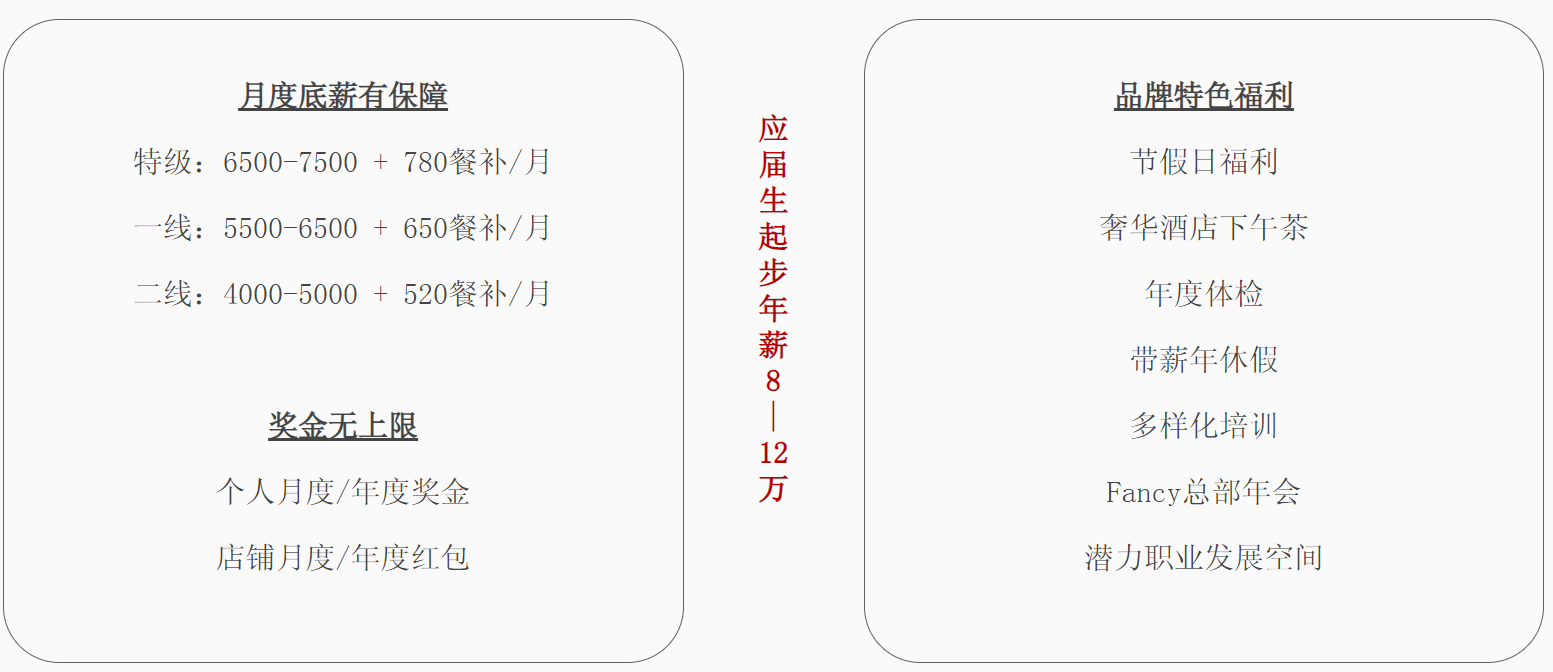 月度底薪有保障
特级：6500-7500 + 780餐补/月
一线：5500-6500 + 650餐补/月
二线：4000-5000 + 520餐补/月
奖金无上限
个人月度/年度奖金
店铺月度/年度红包
应届生起步年薪8—12万
品牌特色福利
节假日福利
奢华酒店下午茶
年度体检
带薪年休假
多样化培训
Fancy总部年会
潜力职业发展空间